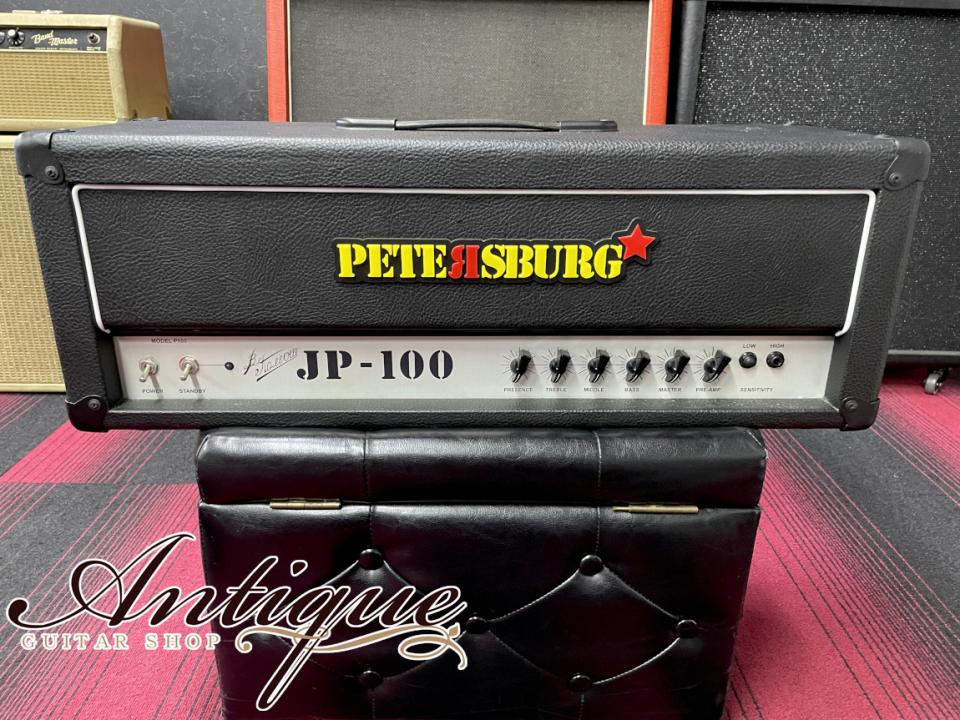 Band-Master
PETEЯSBURG
MODEL P100
JP-100
LOW HIGH
POWER STANDBY PRESENCE TREBLE MIDDLE BASS MASTER PRE-AMP SENSITIVITY
Antique
GUITAR SHOP